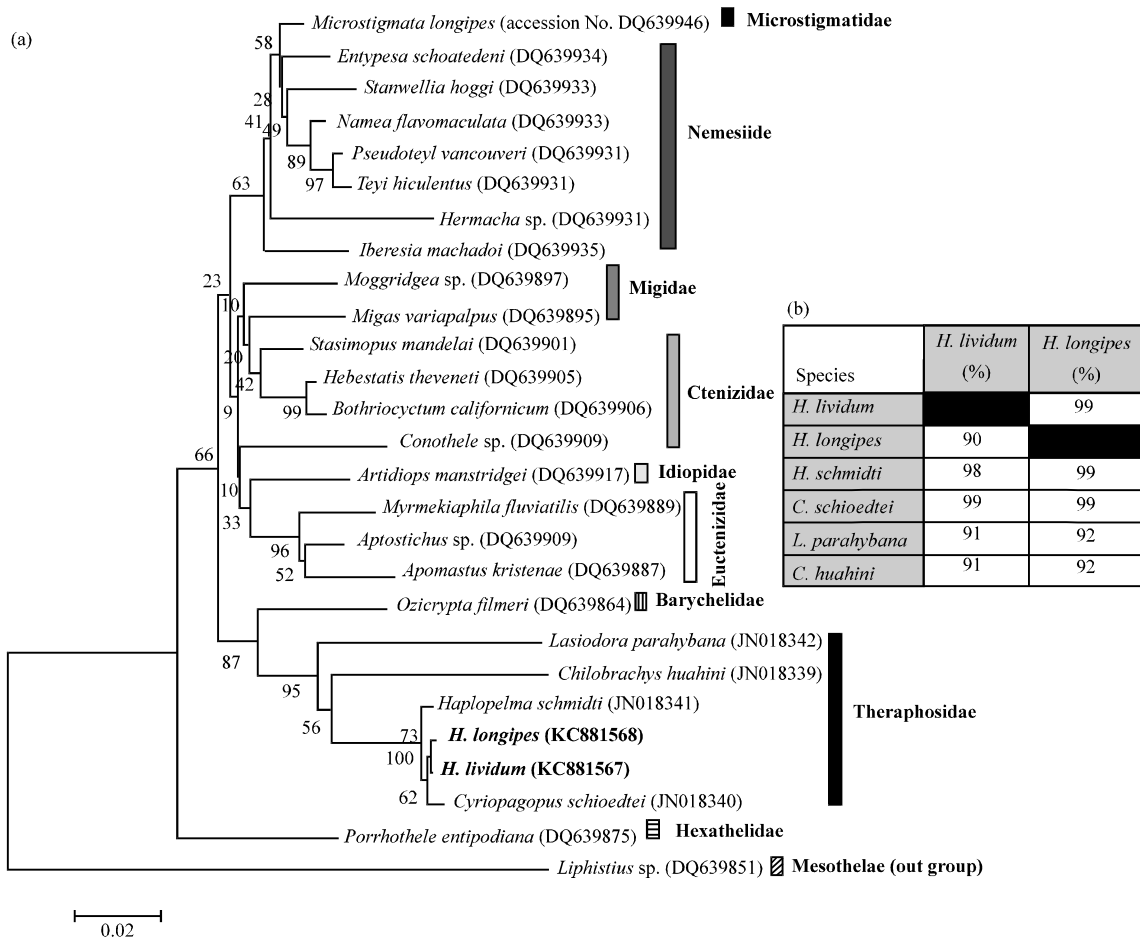 (a)
Microstigmata longipes (accession No. DQ639946)
Microstigmatidae
58
Entypesa schoatedeni (DQ639934)
Stanwellia hoggi (DQ639933)
28
41
49
Namea flavomaculata (DQ639933)
Nemesiide
89
Pseudoteyl vancouveri (DQ639931)
97
Teyi hiculentus (DQ639931)
63
Hermacha sp. (DQ639931)
Iberesia machadoi (DQ639935)
23
Moggridgea sp. (DQ639897)
Migidae
10
Migas variapalpus (DQ639895)
Stasimopus mandelai (DQ639901)
20
42
Hebestatis theveneti (DQ639905)
Ctenizidae
9
99
Bothriocyctum californicum (DQ639906)
Conothele sp. (DQ639909)
66
Artidiops manstridgei (DQ639917)
Idiopidae
10
33
Myrmekiaphila fluviatilis (DQ639889)
Euctenizidae
96
Aptostichus sp. (DQ639909)
52
Apomastus kristenae (DQ639887)
Ozicrypta filmeri (DQ639864)
Barychelidae
87
Lasiodora parahybana (JN018342)
95
Chilobrachys huahini (JN018339)
Theraphosidae
56
Haplopelma schmidti (JN018341)
73
H. longipes (KC881568)
100
H. lividum (KC881567)
62
Cyriopagopus schioedtei (JN018340)
Porrhothele entipodiana (DQ639875)
Hexathelidae
Liphistius sp. (DQ639851)
Mesothelae (out group)
0.02
(b)
Species H. lividum (%) H. longipes (%)
H. lividum 99
H. longipes 90
H. schmidti 98 99
C. schioedtei 99 99
L. parahybana 91 92
C. huahini 91 92